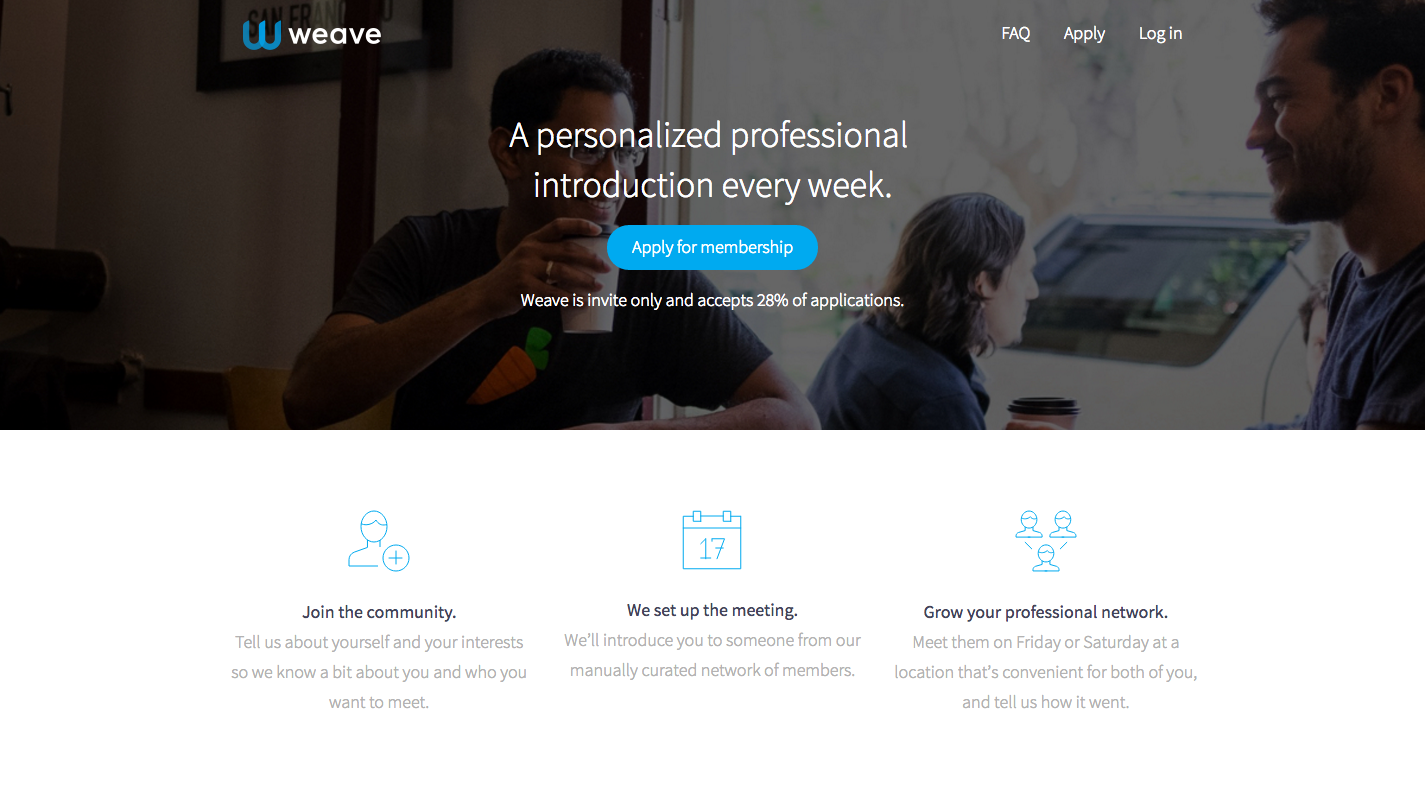 SAN FRANCISCO
weave
FAQ
Apply
Log in
A personalized professional
introduction every week.
Apply for membership
Weave is invite only and accepts 28% of applications.
17
Join the community.
Tell us about yourself and your interests
so we know a bit about you and who you
want to meet.
We set up the meeting.
We’ll introduce you to someone from our
manually curated network of members.
Grow your professional network.
Meet them on Friday or Saturday at a
location that’s convenient for both of you,
and tell us how it went.